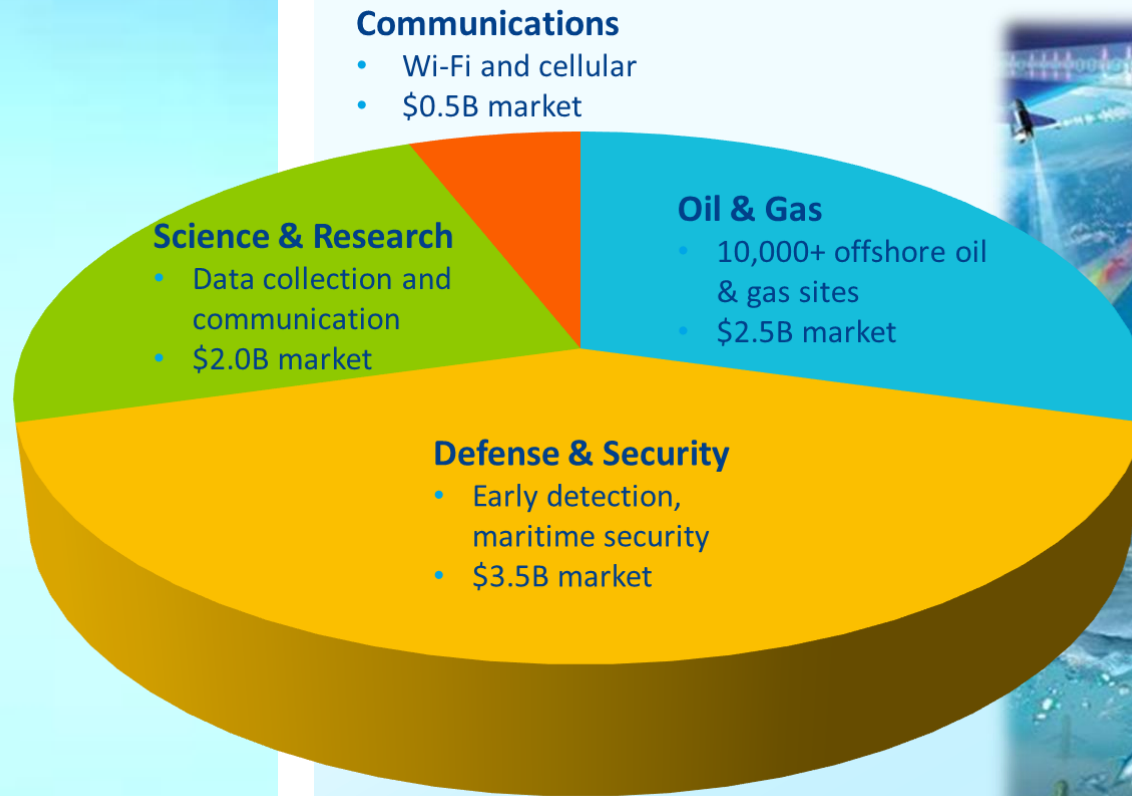 Communications
• Wi-Fi and cellular
• $0.5B market
Science & Research
• Data collection and
communication
• $2.0B market
Oil & Gas
• 10,000+ offshore oil
& gas sites
• $2.5B market
Defense & Security
• Early detection,
maritime security
• $3.5B market